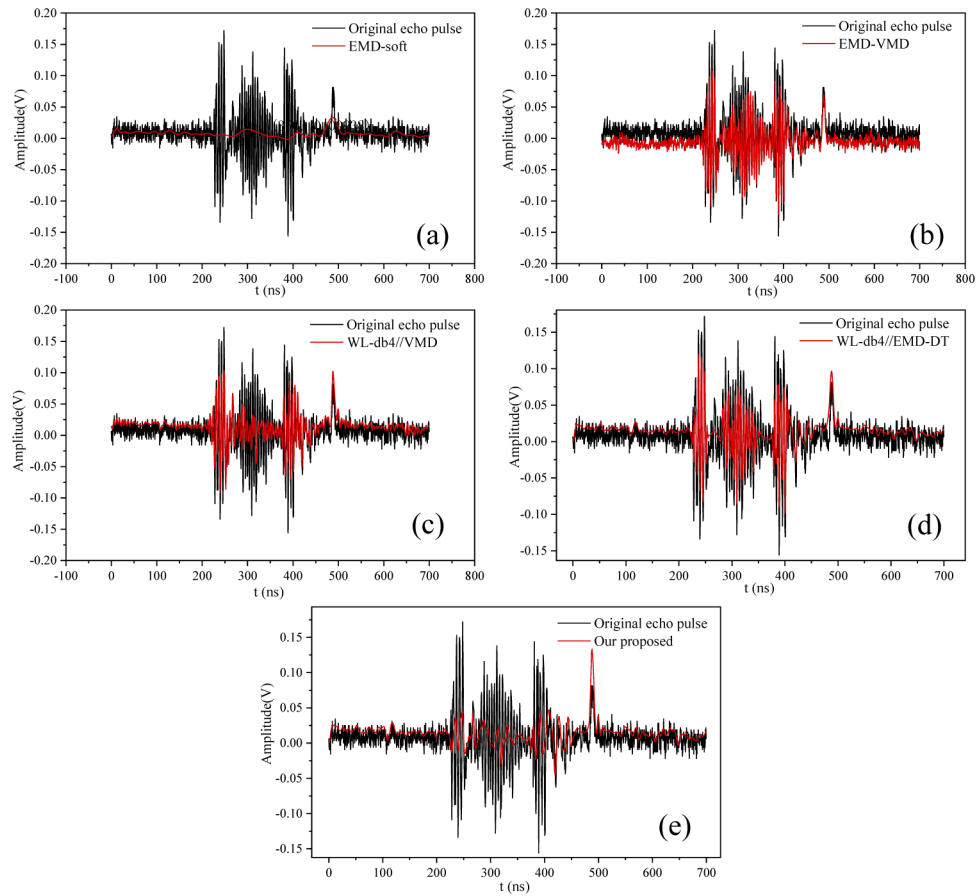 Original echo pulse
EMD-soft
0.20
0.15
0.10
0.05
0.00
-0.05
-0.10
-0.15
-0.20
Amplitude(V)
(a)
-100 0 100 200 300 400 500 600 700 800
t (ns)
Original echo pulse
EMD-VMD
0.20
0.15
0.10
0.05
0.00
-0.05
-0.10
-0.15
-0.20
Amplitude(V)
(b)
-100 0 100 200 300 400 500 600 700 800
t (ns)
Original echo pulse
WL-db4//VMD
0.20
0.15
0.10
0.05
0.00
-0.05
-0.10
-0.15
-0.20
Amplitude(V)
(c)
-100 0 100 200 300 400 500 600 700 800
t (ns)
Original echo pulse
WL-db4//EMD-DT
0.15
0.10
0.05
0.00
-0.05
-0.10
-0.15
Amplitude(V)
(d)
0 100 200 300 400 500 600 700
t (ns)
Original echo pulse
Our proposed
0.15
0.10
0.05
0.00
-0.05
-0.10
-0.15
Amplitude(V)
(e)
0 100 200 300 400 500 600 700
t (ns)